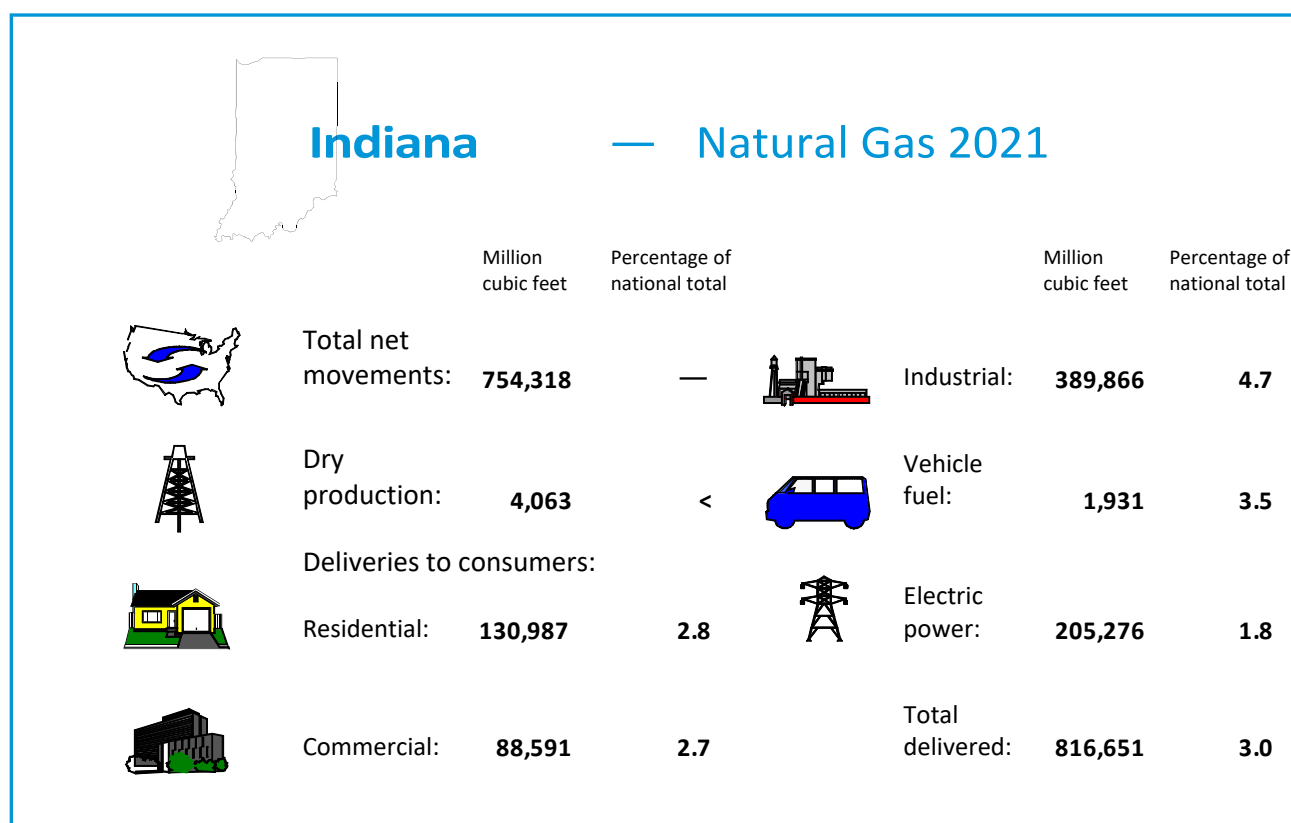 Indiana — Natural Gas 2021
Million cubic feet
Percentage of national total
Million cubic feet
Percentage of national total
Total net movements: 754,318 —
Industrial: 389,866 4.7
Dry production: 4,063 <
Vehicle fuel: 1,931 3.5
Deliveries to consumers:
Residential: 130,987 2.8
Electric power: 205,276 1.8
Commercial: 88,591 2.7
Total delivered: 816,651 3.0